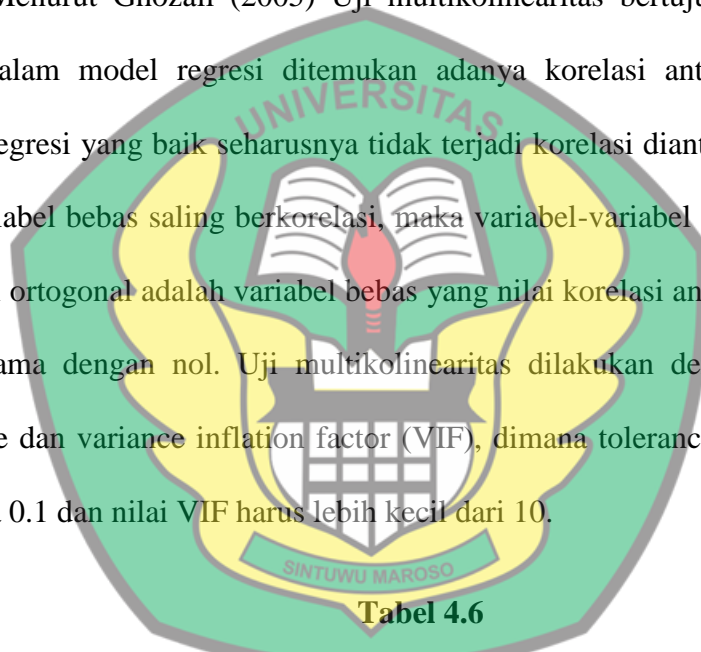 Menurut Ghozali (2005) Uji multikolinearitas bertuj
alam model regresi ditemukan adanya korelasi ant
UNIVERSITAS
egresi yang baik seharusnya tidak terjadi korelasi diant
iabel bebas saling berkorelasi, maka variabel-variabel
ortogonal adalah variabel bebas yang nilai korelasi an
ama dengan nol. Uji multikolinearitas dilakukan de
e dan variance inflation factor (VIF), dimana toleranc
0.1 dan nilai VIF harus lebih kecil dari 10.
SINTUWU MAROSO
Tabel 4.6